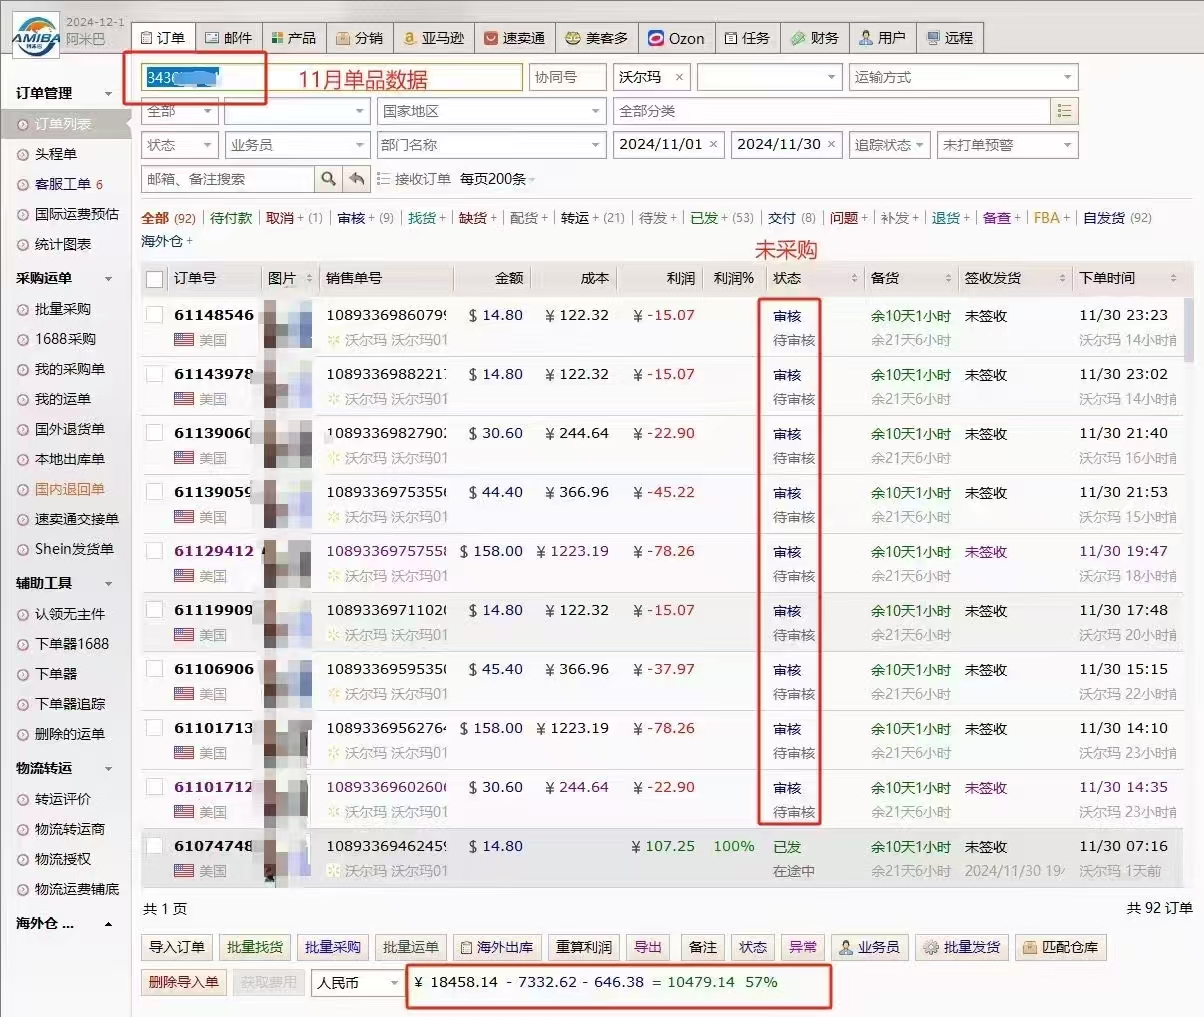 2024-12-1
AMIBA
阿米巴
阿米巴
订单
邮件
产品
分销
亚马逊
速卖通
美客多
Ozon
任务
财务
用户
远程
订单管理
订单列表
头程单
客服工单 6
国际运费预估
统计图表
采购运单
批量采购
1688采购
我的采购单
我的运单
国外退货单
本地出库单
国内退回单
速卖通交接单
Shein发货单
辅助工具
认领无主件
下单器1688
下单器
下单器追踪
删除的运单
物流转运
转运评价
物流转运商
物流授权
物流运费铺底
海外仓 ...
11月单品数据
协同号
沃尔玛 ×
运输方式
全部
国家地区
全部分类
状态
业务员
部门名称
2024/11/01 ×
2024/11/30 ×
追踪状态
未打单预警
邮箱、备注搜索
接收订单
每页200条
全部 (92) 待付款 取消+(1) 审核+(9) 找货+ 缺货+ 配货+ 转运+(21) 待发+ 已发+(53) 交付 (8) 问题+ 补发+ 退货+ 备查+ FBA+ 自发货 (92)
海外仓+
未采购
订单号 图片 销售单号 金额 成本 利润 利润% 状态 备货 签收发货 下单时间
61148546 10893369860799 $ 14.80 ¥ 122.32 ¥ -15.07 审核 余10天1小时 未签收 11/30 23:23
美国 沃尔玛 沃尔玛01 待审核 余21天6小时 沃尔玛 14小时前
61143978 1089336988221 $ 14.80 ¥ 122.32 ¥ -15.07 审核 余10天1小时 未签收 11/30 23:02
美国 沃尔玛 沃尔玛01 待审核 余21天6小时 沃尔玛 14小时前
61139060 1089336982790 $ 30.60 ¥ 244.64 ¥ -22.90 审核 余10天1小时 未签收 11/30 21:40
美国 沃尔玛 沃尔玛01 待审核 余21天6小时 沃尔玛 16小时前
61139059 1089336975355 $ 44.40 ¥ 366.96 ¥ -45.22 审核 余10天1小时 未签收 11/30 21:53
美国 沃尔玛 沃尔玛01 待审核 余21天6小时 沃尔玛 15小时前
61129412 1089336975755 $ 158.00 ¥ 1223.19 ¥ -78.26 审核 余10天1小时 未签收 11/30 19:47
美国 沃尔玛 沃尔玛01 待审核 余21天6小时 沃尔玛 18小时前
61119909 1089336971102 $ 14.80 ¥ 122.32 ¥ -15.07 审核 余10天1小时 未签收 11/30 17:48
美国 沃尔玛 沃尔玛01 待审核 余21天6小时 沃尔玛 20小时前
61106906 1089336959535 $ 45.40 ¥ 366.96 ¥ -37.97 审核 余10天1小时 未签收 11/30 15:15
美国 沃尔玛 沃尔玛01 待审核 余21天6小时 沃尔玛 22小时前
61101713 1089336956276 $ 158.00 ¥ 1223.19 ¥ -78.26 审核 余10天1小时 未签收 11/30 14:10
美国 沃尔玛 沃尔玛01 待审核 余21天6小时 沃尔玛 23小时前
61101712 1089336960260 $ 30.60 ¥ 244.64 ¥ -22.90 审核 余10天1小时 未签收 11/30 14:35
美国 沃尔玛 沃尔玛01 待审核 余21天6小时 沃尔玛 23小时前
61074748 1089336946245 $ 14.80 ¥ 107.25 100% 已发 余10天1小时 未签收 11/30 07:16
美国 沃尔玛 沃尔玛01 在途中 余21天6小时 2024/11/30 19 沃尔玛 1天前
共 1 页
共 92 订单
导入订单 批量找货 批量采购 批量运单 海外出库 重算利润 导出 备注 状态 异常 业务员 批量发货 匹配仓库
删除导入单 获取费用 人民币 ¥ 18458.14 - 7332.62 - 646.38 = 10479.14 57%